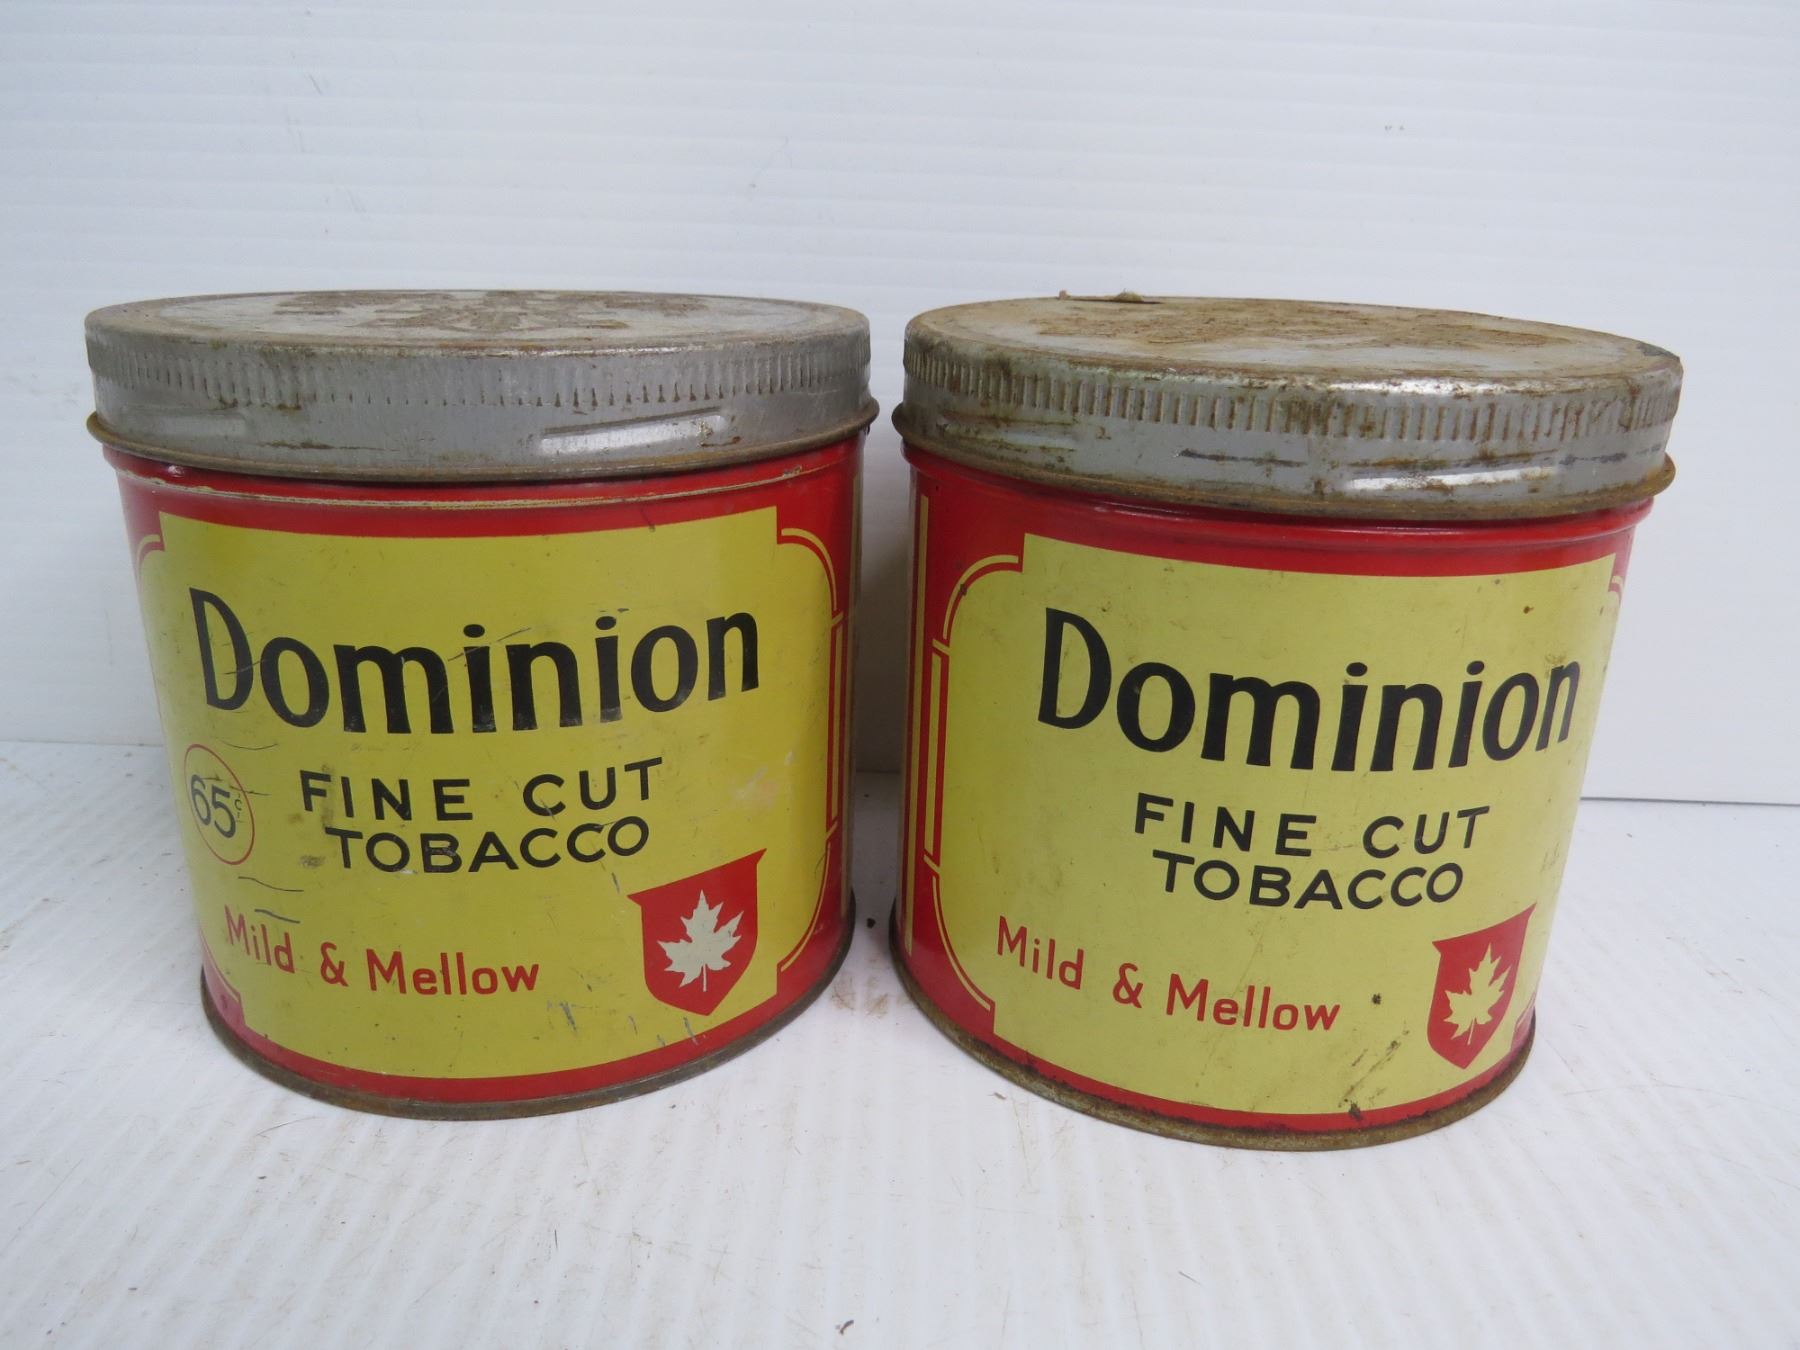 Dominion
65¢
FINE CUT
TOBACCO
Mild & Mellow
Dominion
FINE CUT
TOBACCO
Mild & Mellow